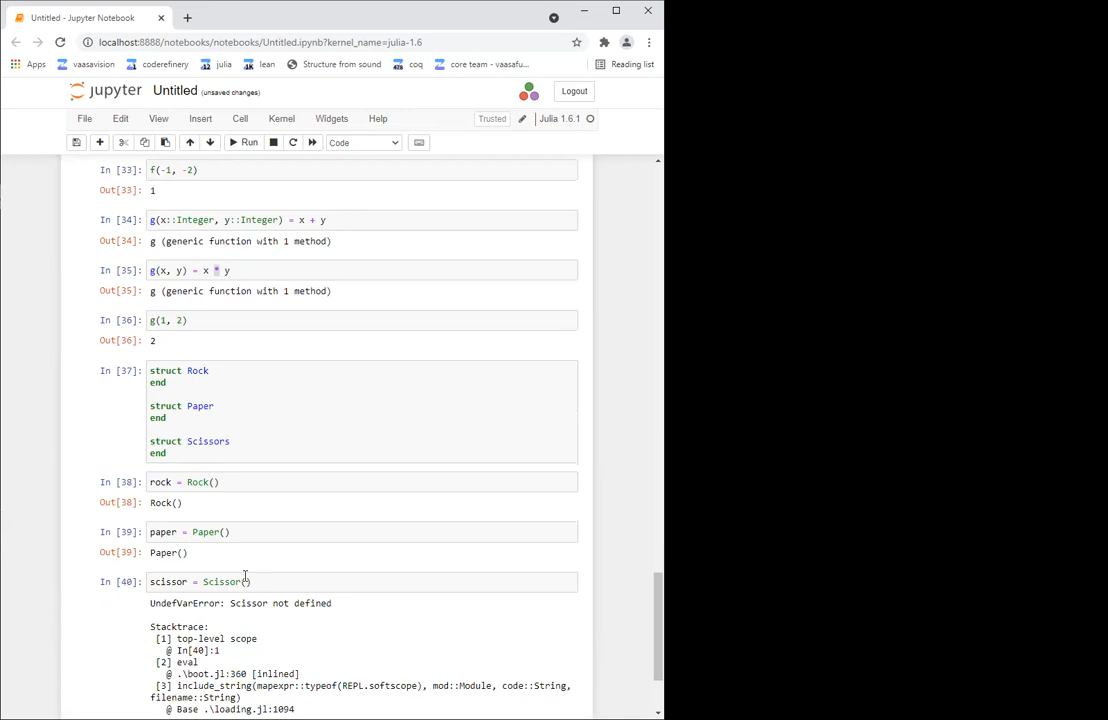 Untitled - Jupyter Notebook
localhost:8888/notebooks/notebooks/Untitled.ipynb?kernel_name=julia-1.6
Apps vaasavision coderefinery julia lean Structure from sound coq core team - vaasafu... Reading list
jupyter Untitled (unsaved changes) Logout
File Edit View Insert Cell Kernel Widgets Help Trusted Julia 1.6.1
Run Code
In [33]: f(-1, -2)
Out[33]: 1
In [34]: g(x::Integer, y::Integer) = x + y
Out[34]: g (generic function with 1 method)
In [35]: g(x, y) = x * y
Out[35]: g (generic function with 1 method)
In [36]: g(1, 2)
Out[36]: 2
In [37]: struct Rock
end
struct Paper
end
struct Scissors
end
In [38]: rock = Rock()
Out[38]: Rock()
In [39]: paper = Paper()
Out[39]: Paper()
In [40]: scissor = Scissor()
UndefVarError: Scissor not defined
Stacktrace:
[1] top-level scope
@ In[40]:1
[2] eval
@ .\boot.jl:360 [inlined]
[3] include_string(mapexpr::typeof(REPL.softscope), mod::Module, code::String,
filename::String)
@ Base .\loading.jl:1094